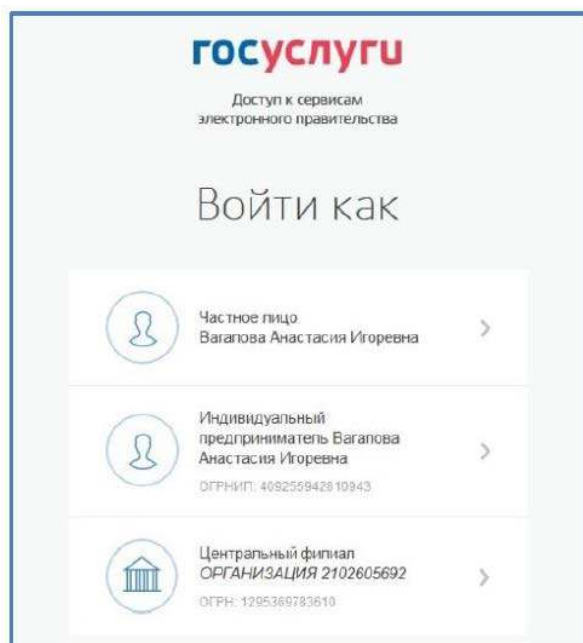 госуслуги
Доступ к сервисам
электронного правительства
Войти как
Частное лицо
Вагапова Анастасия Игоревна
Индивидуальный
предприниматель Вагапова
Анастасия Игоревна
ОГРНИП: 409255942810943
Центральный филиал
ОРГАНИЗАЦИЯ 2102605692
ОГРН: 1295369783610